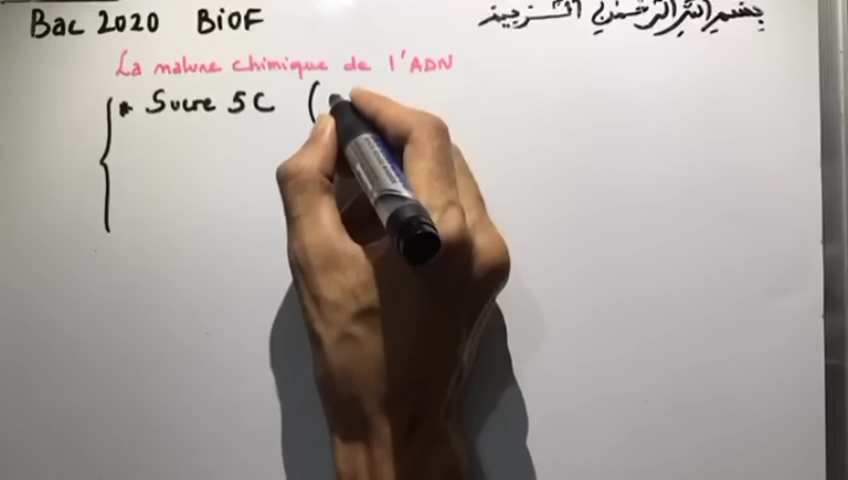 Bac 2020 BiOF
بسم الله الرحمن الرحيم
La nature chimique de l'ADN
* Sucre 5C (